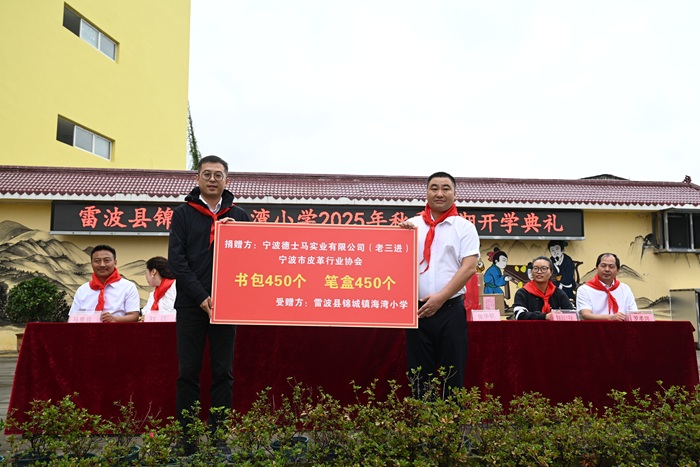 雷波县锦
湾小学2025年秋
期开学典礼
捐赠方：宁波德士马实业有限公司（老三进）
宁波市皮革行业协会
书包450个 笔盒450个
受赠方：雷波县锦城镇海湾小学